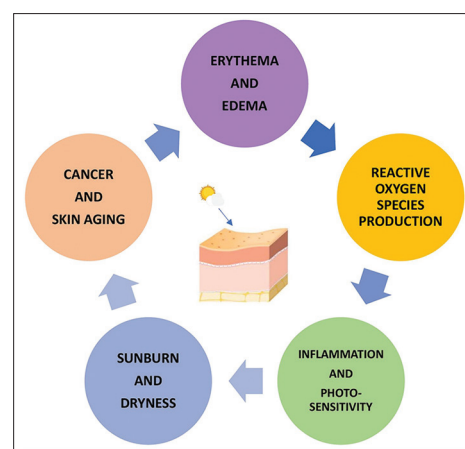 ERYTHEMA
AND
EDEMA
REACTIVE
OXYGEN
SPECIES
PRODUCTION
INFLAMMATION
AND
PHOTO-
SENSITIVITY
SUNBURN
AND
DRYNESS
CANCER
AND
SKIN AGING